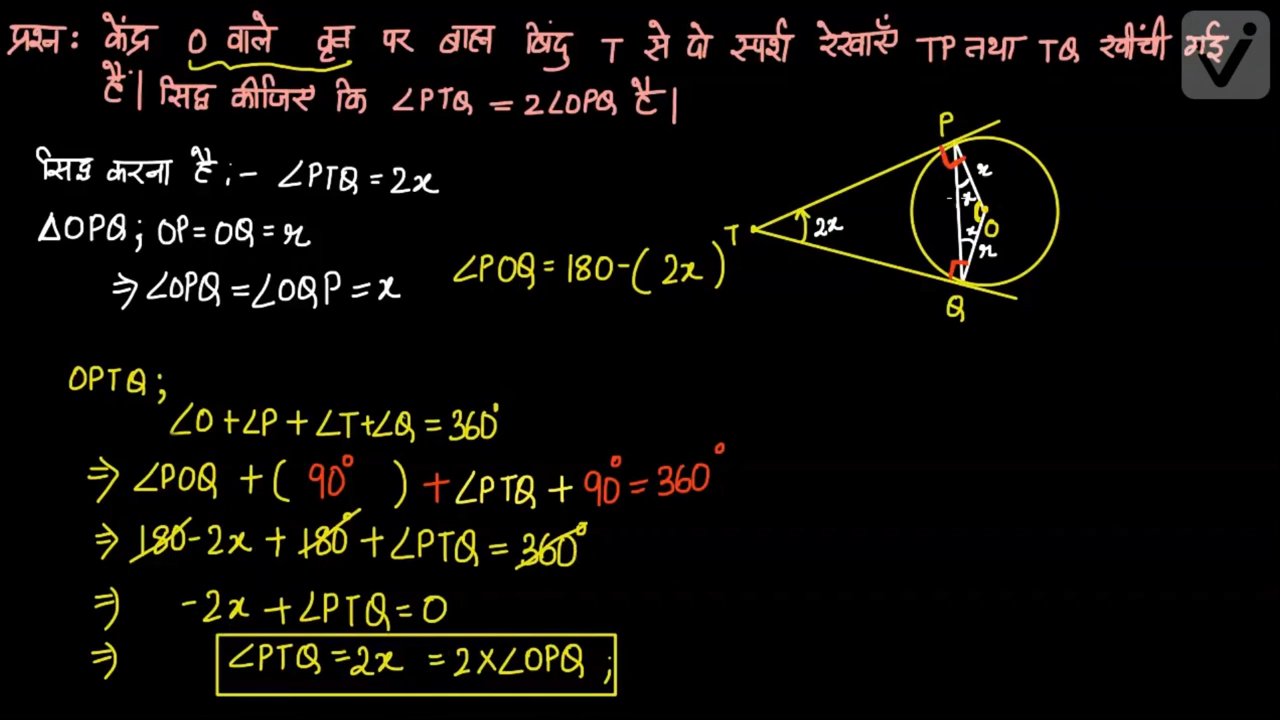 प्रश्न: केंद्र O वाले वृत्त पर बाह्य बिंदु T से दो स्पर्श रेखाएँ TP तथा TQ खींची गई
हैं। सिद्ध कीजिए कि ∠PTQ = 2∠OPQ है।
सिद्ध करना है :- ∠PTQ = 2x
ΔOPQ; OP = OQ = r
⇒ ∠OPQ = ∠OQP = x
∠POQ = 180 - (2x)
P
r
x
O
T
2x
x
r
Q
OPTQ;
∠O + ∠P + ∠T + ∠Q = 360°
⇒ ∠POQ + ( 90° ) + ∠PTQ + 90° = 360°
⇒ 180 - 2x + 180° + ∠PTQ = 360°
⇒ -2x + ∠PTQ = 0
⇒ ∠PTQ = 2x = 2×∠OPQ ;